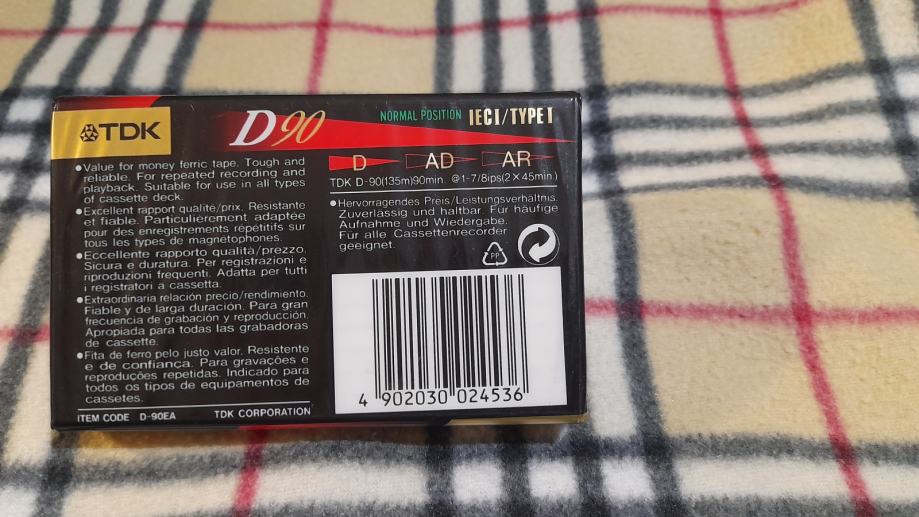 TDK
D90
NORMAL POSITION IECI/TYPE I
D AD AR
TDK D-90(135m)90min. @1-7/8ips(2×45min.)
●Value for money ferric tape. Tough and
reliable. For repeated recording and
playback. Suitable for use in all types
of cassette deck.
●Excellent rapport qualité/prix. Resistante
et fiable. Particulièrement adaptée
pour des enregistrements répétitifs sur
tous les types de magnetophones.
●Eccellente rapporto qualità/prezzo.
Sicura e duratura. Per registrazioni e
riproduzioni frequenti. Adatta per tutti
i registratori a cassetta.
●Extraordinaria relación precio/rendimiento.
Fiable y de larga duración. Para gran
frecuencia de grabación y reproducción.
Apropiada para todas las grabadoras
de cassette.
●Fita de ferro pelo justo valor. Resistente
e de confiança. Para gravações e
reproduções repetidas. Indicado para
todos os tipos de equipamentos de
cassetes.
ITEM CODE D-90EA TDK CORPORATION
●Hervorragendes Preis/Leistungsverhältnis.
Zuverlässig und haltbar. Für häufige
Aufnahme und Wiedergabe.
Für alle Cassettenrecorder
geeignet.
PP
4 902030 024536